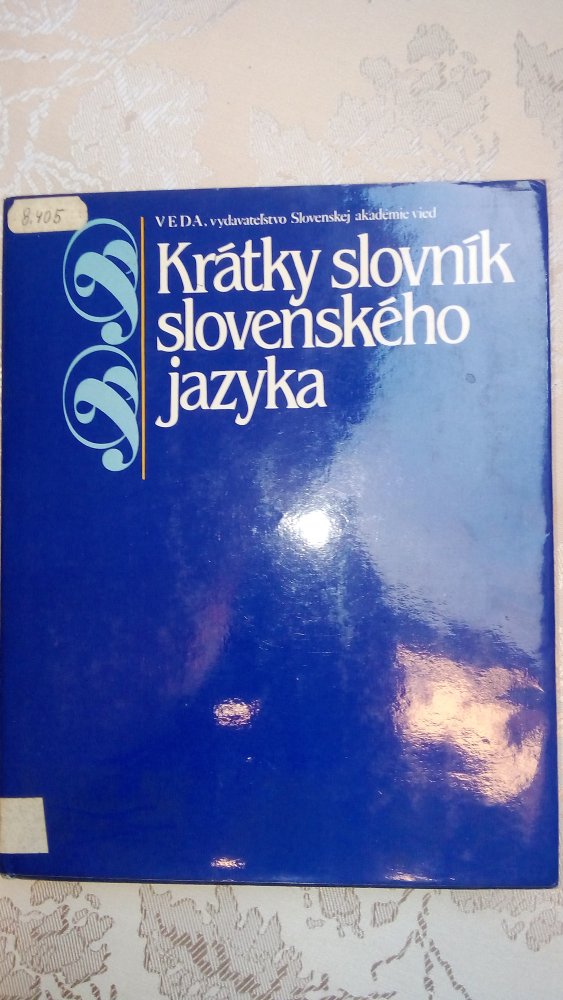 8.405
VEDA, vydavateľstvo Slovenskej akadémie vied
Krátky slovník
slovenského
jazyka